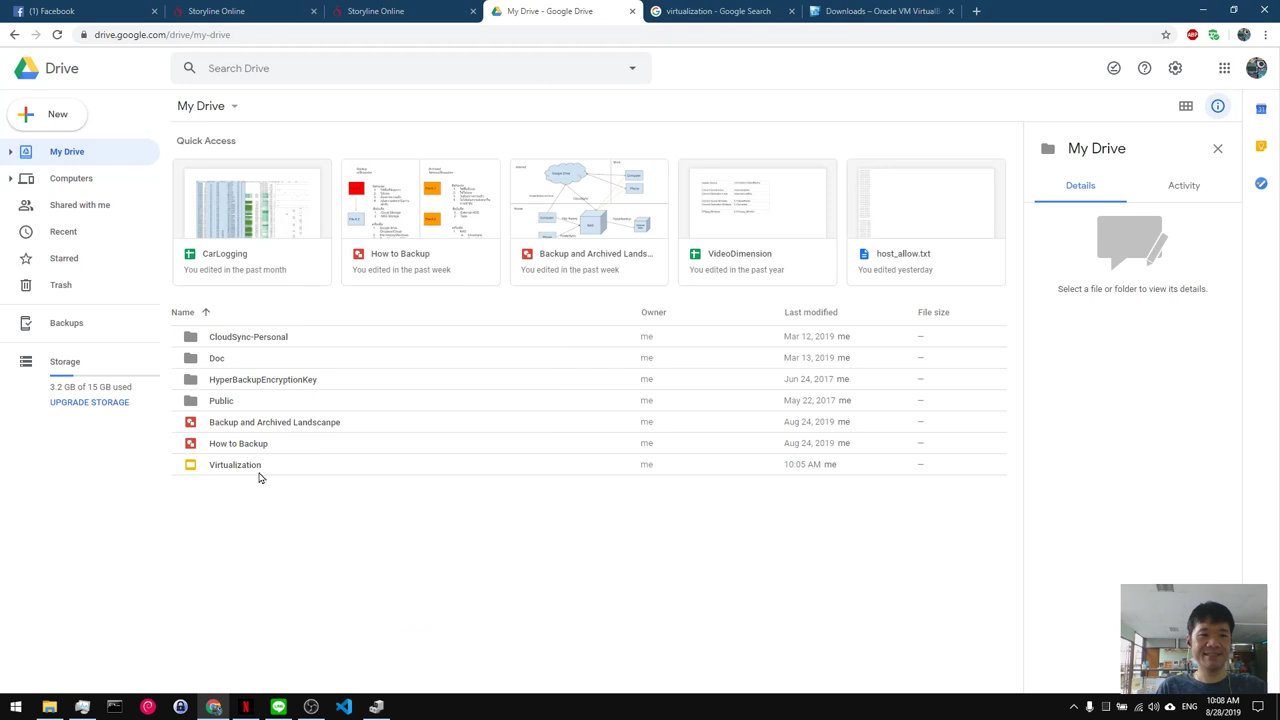 (1) Facebook
Storyline Online
Storyline Online
My Drive - Google Drive
virtualization - Google Search
Downloads – Oracle VM VirtualB
drive.google.com/drive/my-drive
Drive
Search Drive
New
My Drive
Computers
Shared with me
Recent
Starred
Trash
Backups
Storage
3.2 GB of 15 GB used
UPGRADE STORAGE
My Drive
Quick Access
CarLogging
You edited in the past month
How to Backup
You edited in the past week
Backup and Archived Lands...
You edited in the past week
VideoDimension
You edited in the past year
host_allow.txt
You edited yesterday
Name Owner Last modified File size
CloudSync-Personal me Mar 12, 2019 me —
Doc me Mar 13, 2019 me —
HyperBackupEncryptionKey me Jun 24, 2017 me —
Public me May 22, 2017 me —
Backup and Archived Landscanpe me Aug 24, 2019 me —
How to Backup me Aug 24, 2019 me —
Virtualization me 10:05 AM me —
My Drive
Details Activity
Select a file or folder to view its details.
ENG
10:08 AM
8/28/2019